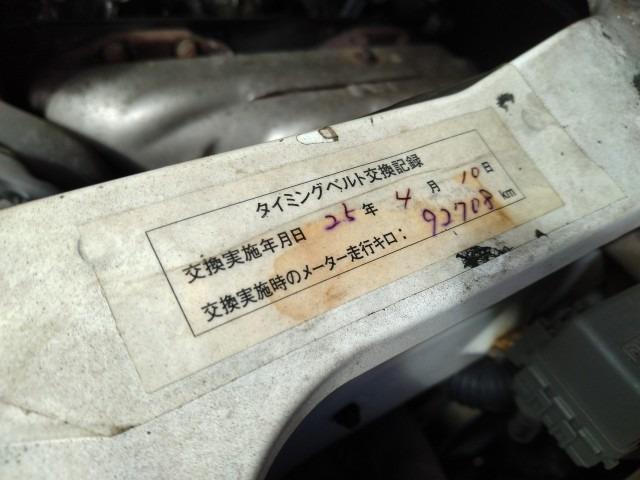 タイミングベルト交換記録
交換実施年月日 25年 4月 10日
交換実施時のメーター走行キロ: 92708 km